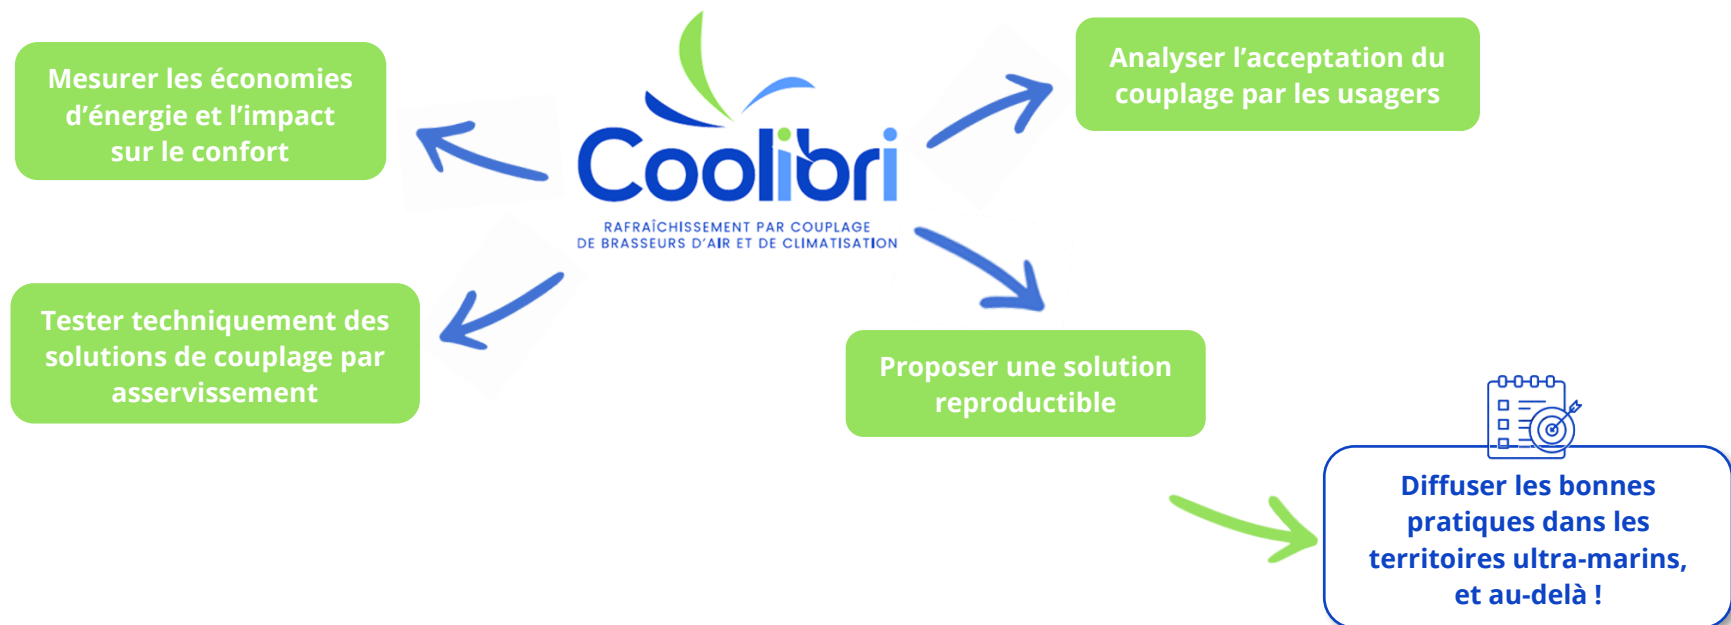 Mesurer les économies
d'énergie et l'impact
sur le confort
Coolibri
RAFRAÎCHISSEMENT PAR COUPLAGE
DE BRASSEURS D'AIR ET DE CLIMATISATION
Analyser l'acceptation du
couplage par les usagers
Tester techniquement des
solutions de couplage par
asservissement
Proposer une solution
reproductible
Diffuser les bonnes
pratiques dans les
territoires ultra-marins,
et au-delà !